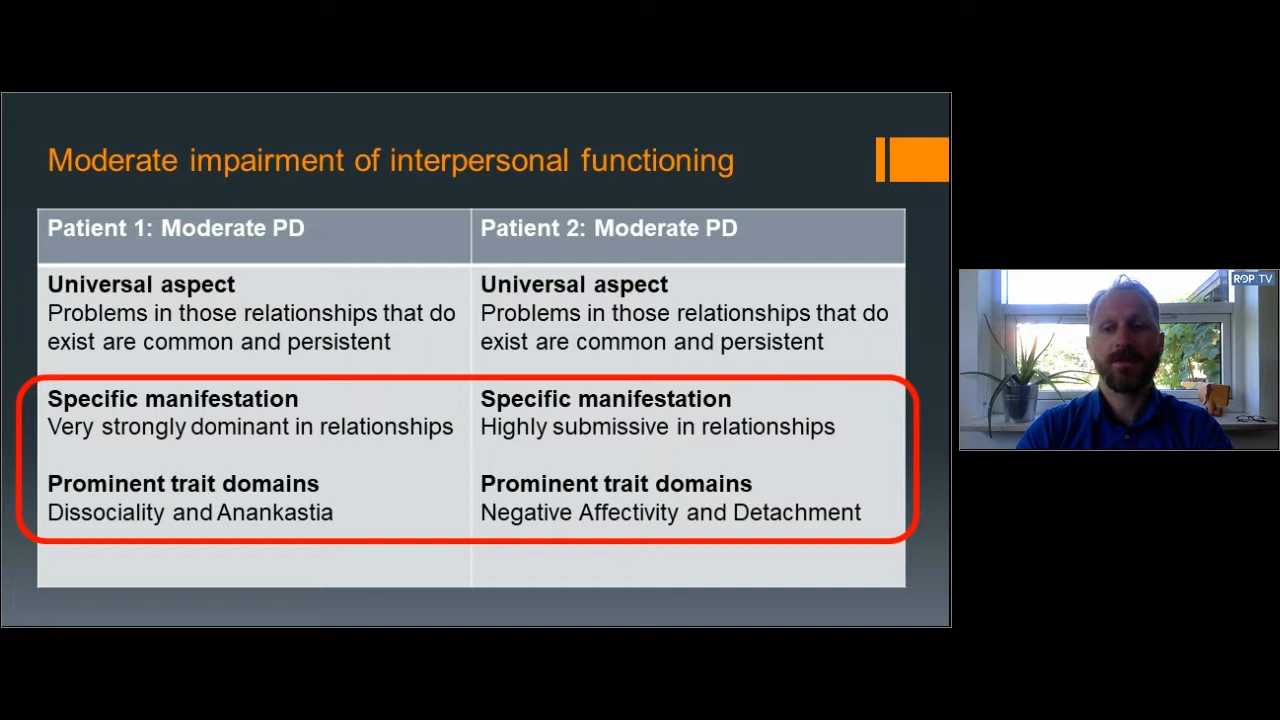 Moderate impairment of interpersonal functioning
Patient 1: Moderate PD
Patient 2: Moderate PD
Universal aspect
Problems in those relationships that do
exist are common and persistent
Universal aspect
Problems in those relationships that do
exist are common and persistent
Specific manifestation
Very strongly dominant in relationships
Prominent trait domains
Dissociality and Anankastia
Specific manifestation
Highly submissive in relationships
Prominent trait domains
Negative Affectivity and Detachment
ROP TV